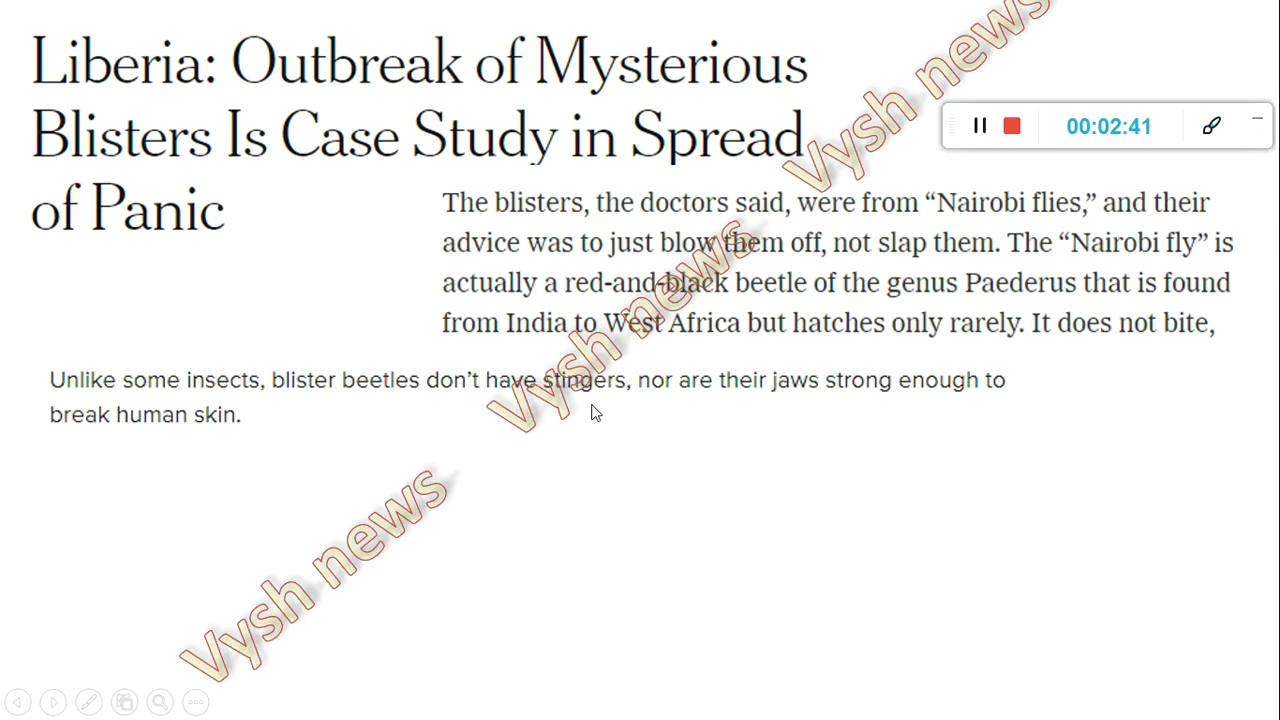 Liberia: Outbreak of Mysterious
Blisters Is Case Study in Spread
of Panic
Vysh news
00:02:41
The blisters, the doctors said, were from “Nairobi flies,” and their
advice was to just blow them off, not slap them. The “Nairobi fly” is
actually a red-and-black beetle of the genus Paederus that is found
from India to West Africa but hatches only rarely. It does not bite,
Vysh news
Unlike some insects, blister beetles don’t have stingers, nor are their jaws strong enough to
break human skin.
Vysh news